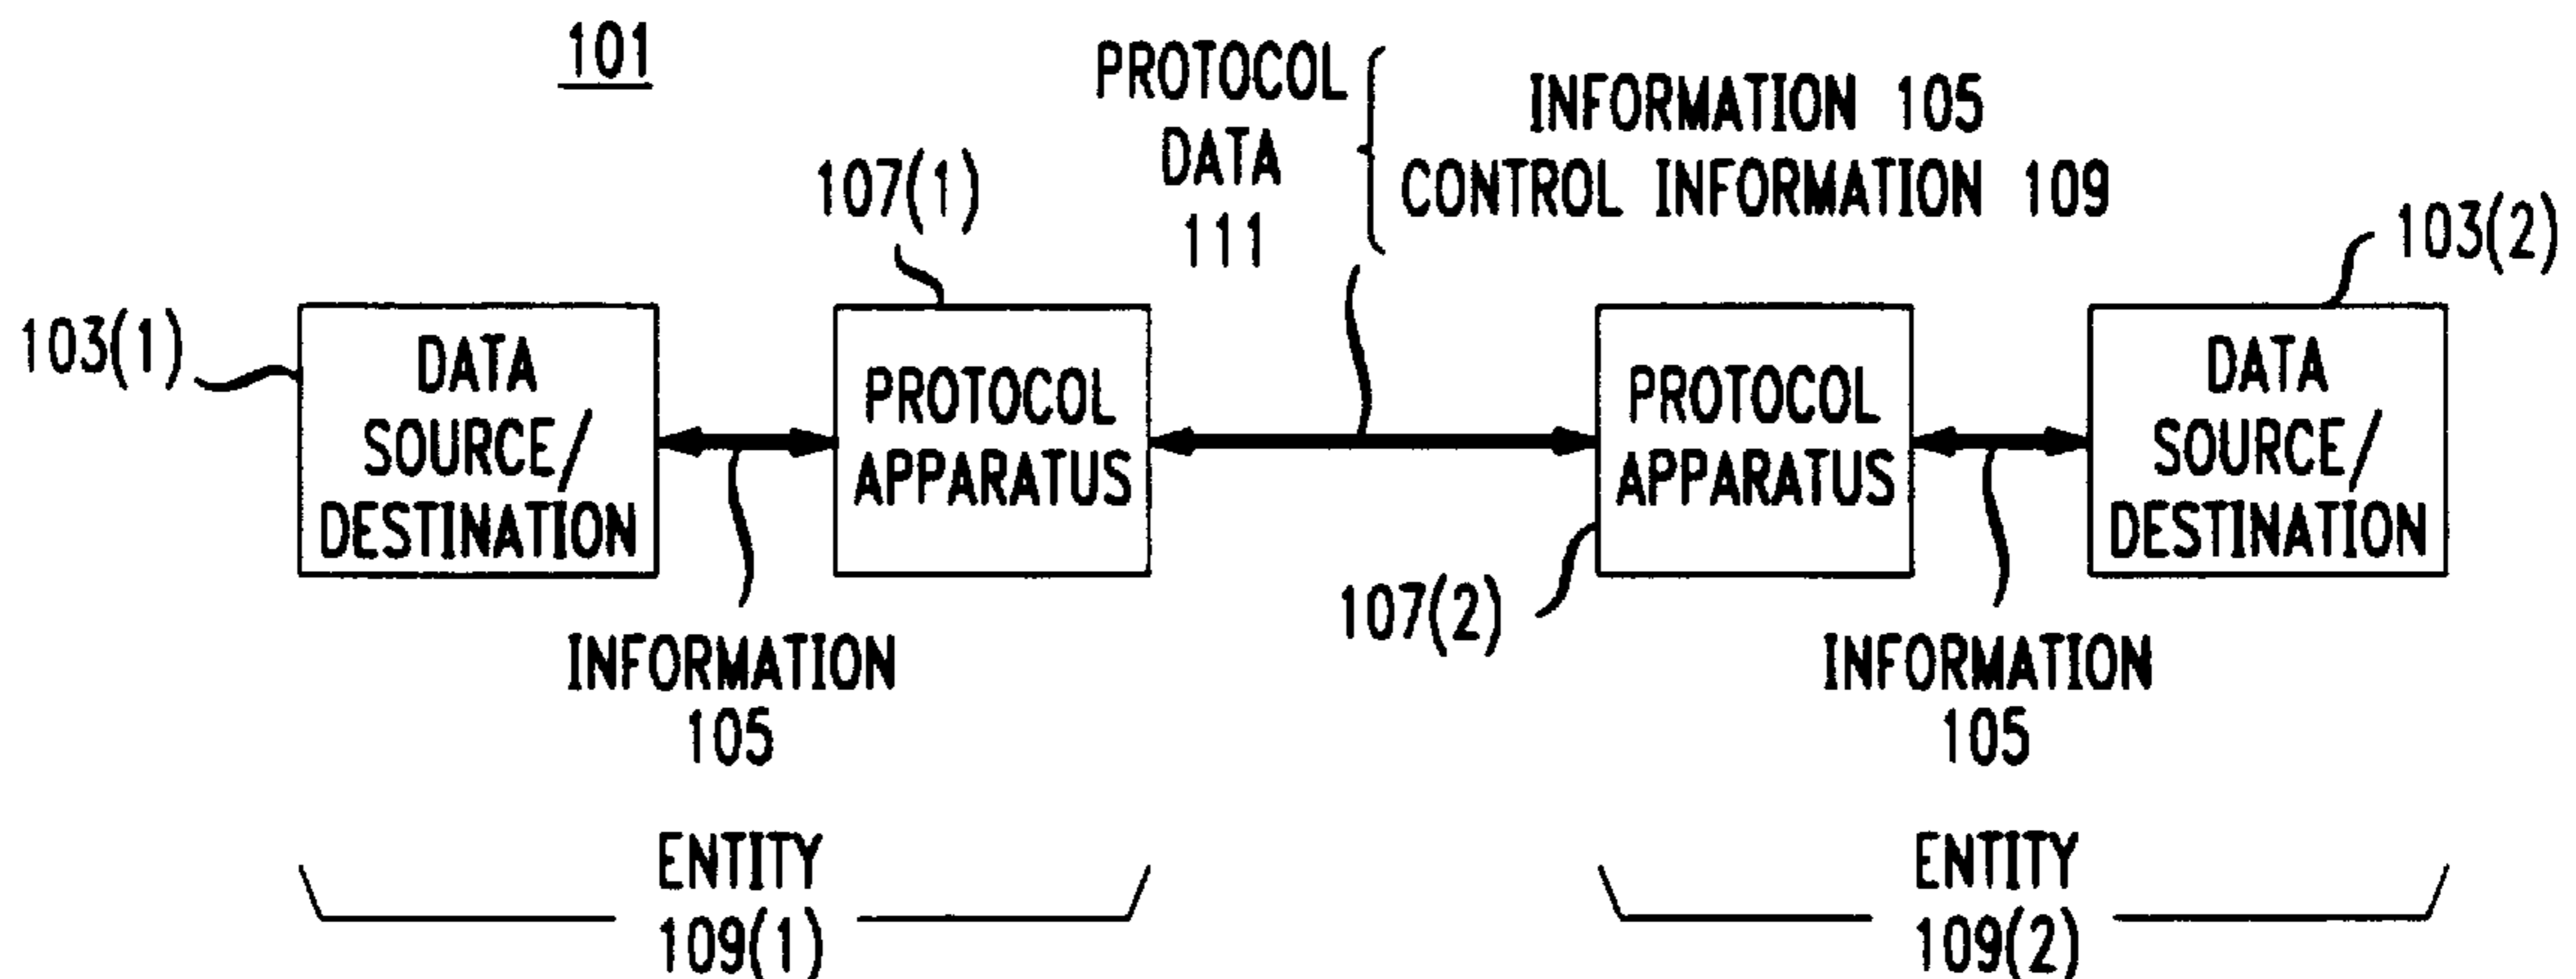 101
PROTOCOL
DATA
111
INFORMATION 105
CONTROL INFORMATION 109
107(1)
103(2)
103(1)
DATA
SOURCE/
DESTINATION
PROTOCOL
APPARATUS
PROTOCOL
APPARATUS
DATA
SOURCE/
DESTINATION
107(2)
INFORMATION
105
INFORMATION
105
ENTITY
109(1)
ENTITY
109(2)